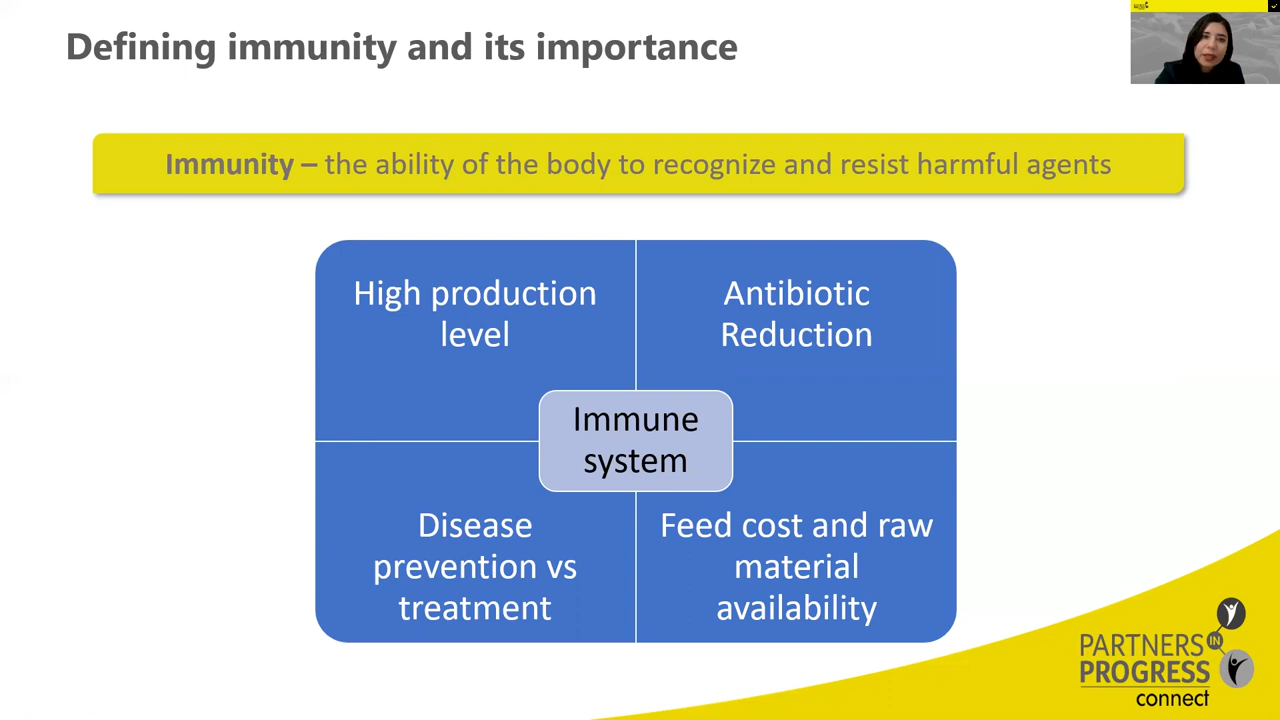 Defining immunity and its importance
Immunity – the ability of the body to recognize and resist harmful agents
High production
level
Antibiotic
Reduction
Immune
system
Disease
prevention vs
treatment
Feed cost and raw
material
availability
PARTNERS
IN
PROGRESS
connect